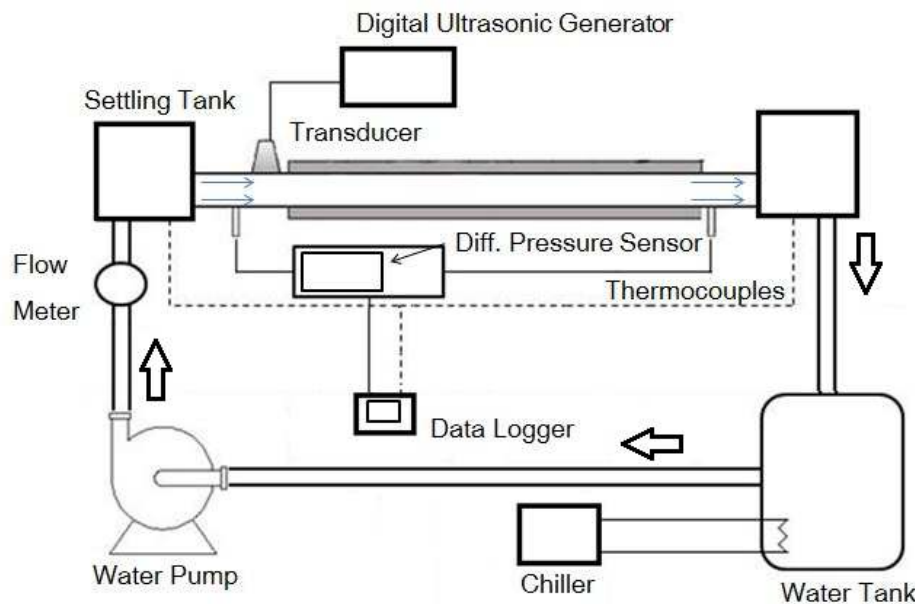 Digital Ultrasonic Generator
Settling Tank
Transducer
Diff. Pressure Sensor
Flow
Meter
Thermocouples
Data Logger
Water Pump
Chiller
Water Tank